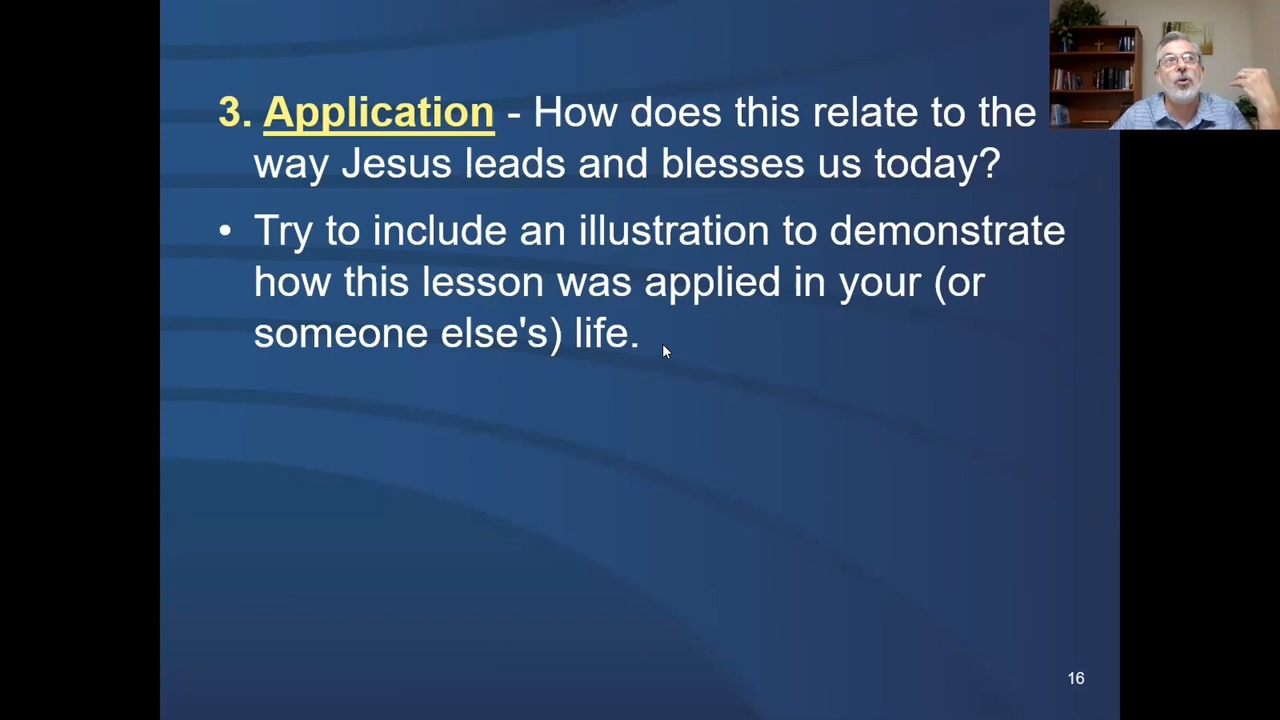 3. Application - How does this relate to the
way Jesus leads and blesses us today?
• Try to include an illustration to demonstrate
how this lesson was applied in your (or
someone else's) life.
16